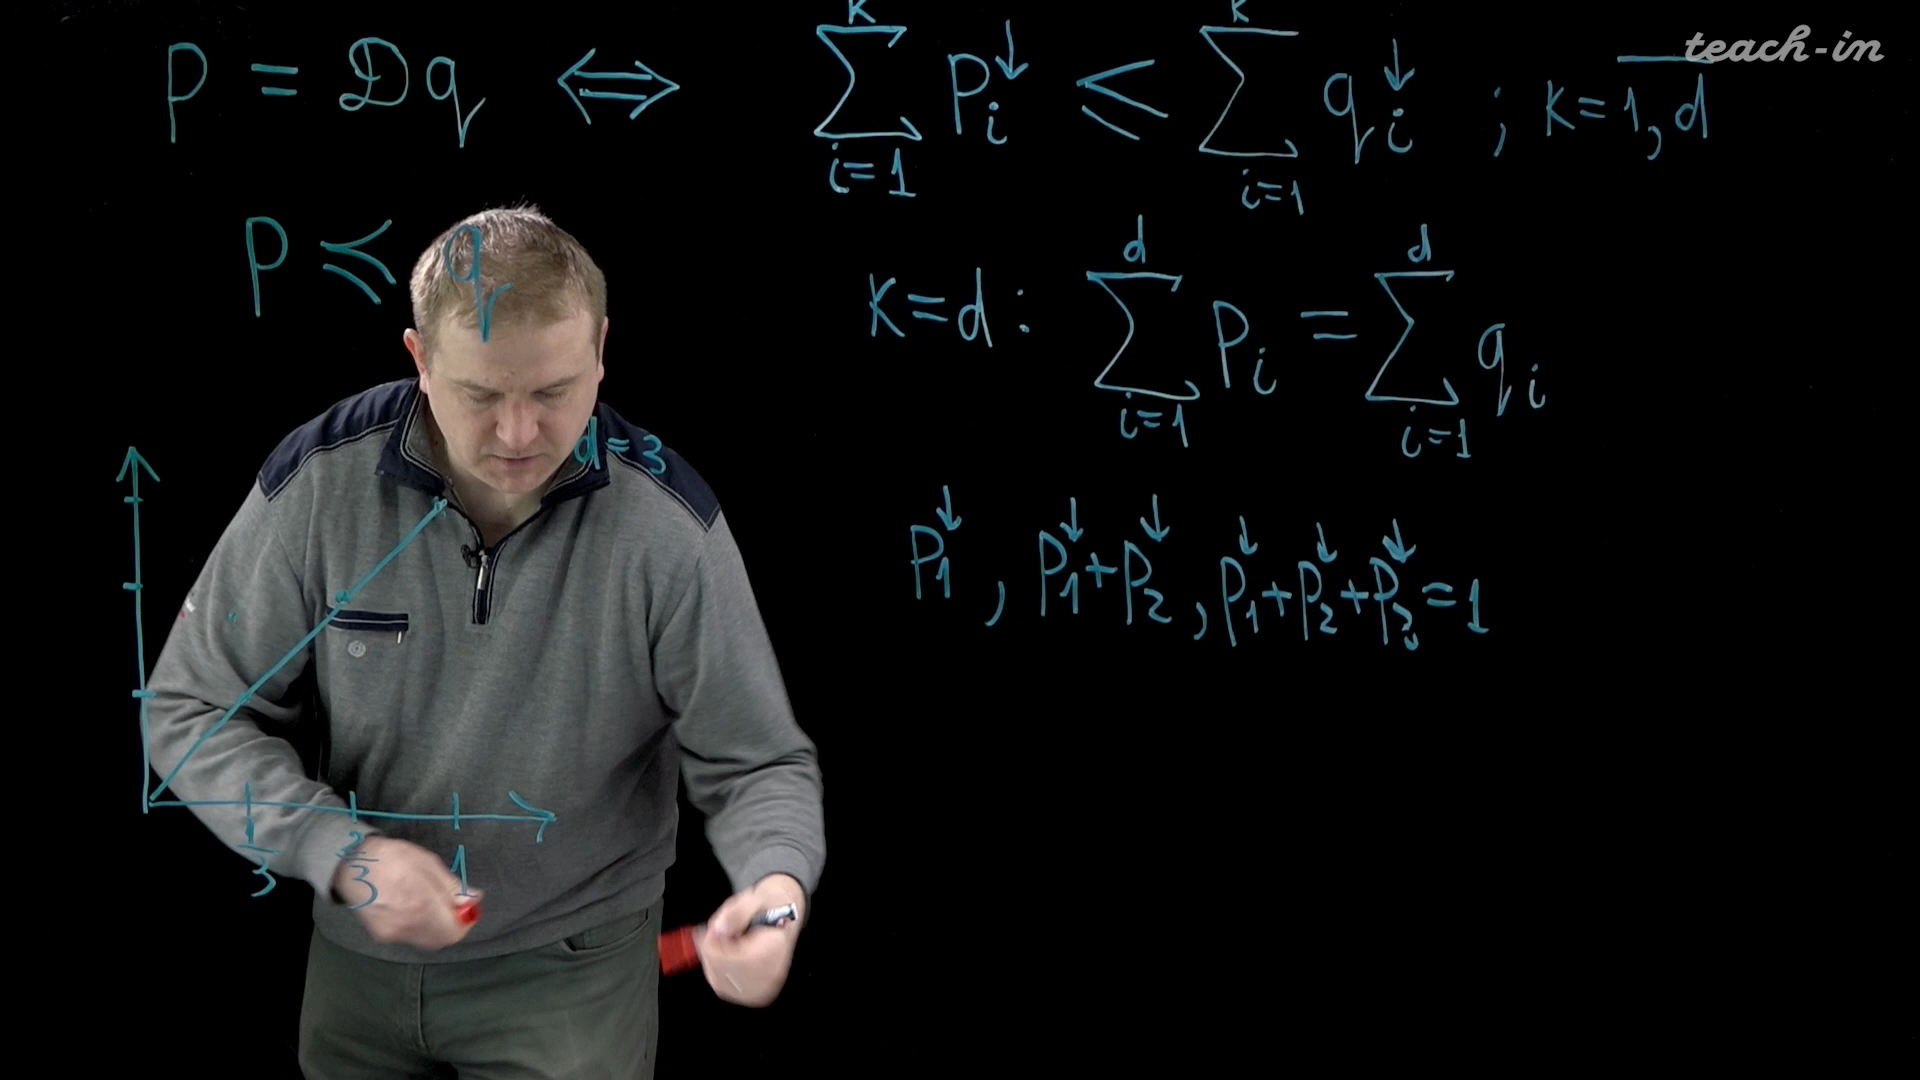 teach-in
p = Dq ⟺ ∑_{i=1}^{K} p_i^↓ ≤ ∑_{i=1}^{K} q_i^↓ ; K = \overline{1, d}
p ≼ q
K = d : ∑_{i=1}^{d} p_i = ∑_{i=1}^{d} q_i
d = 3
p_1^↓ , p_1^↓ + p_2^↓ , p_1^↓ + p_2^↓ + p_3^↓ = 1
1/3 2/3 1